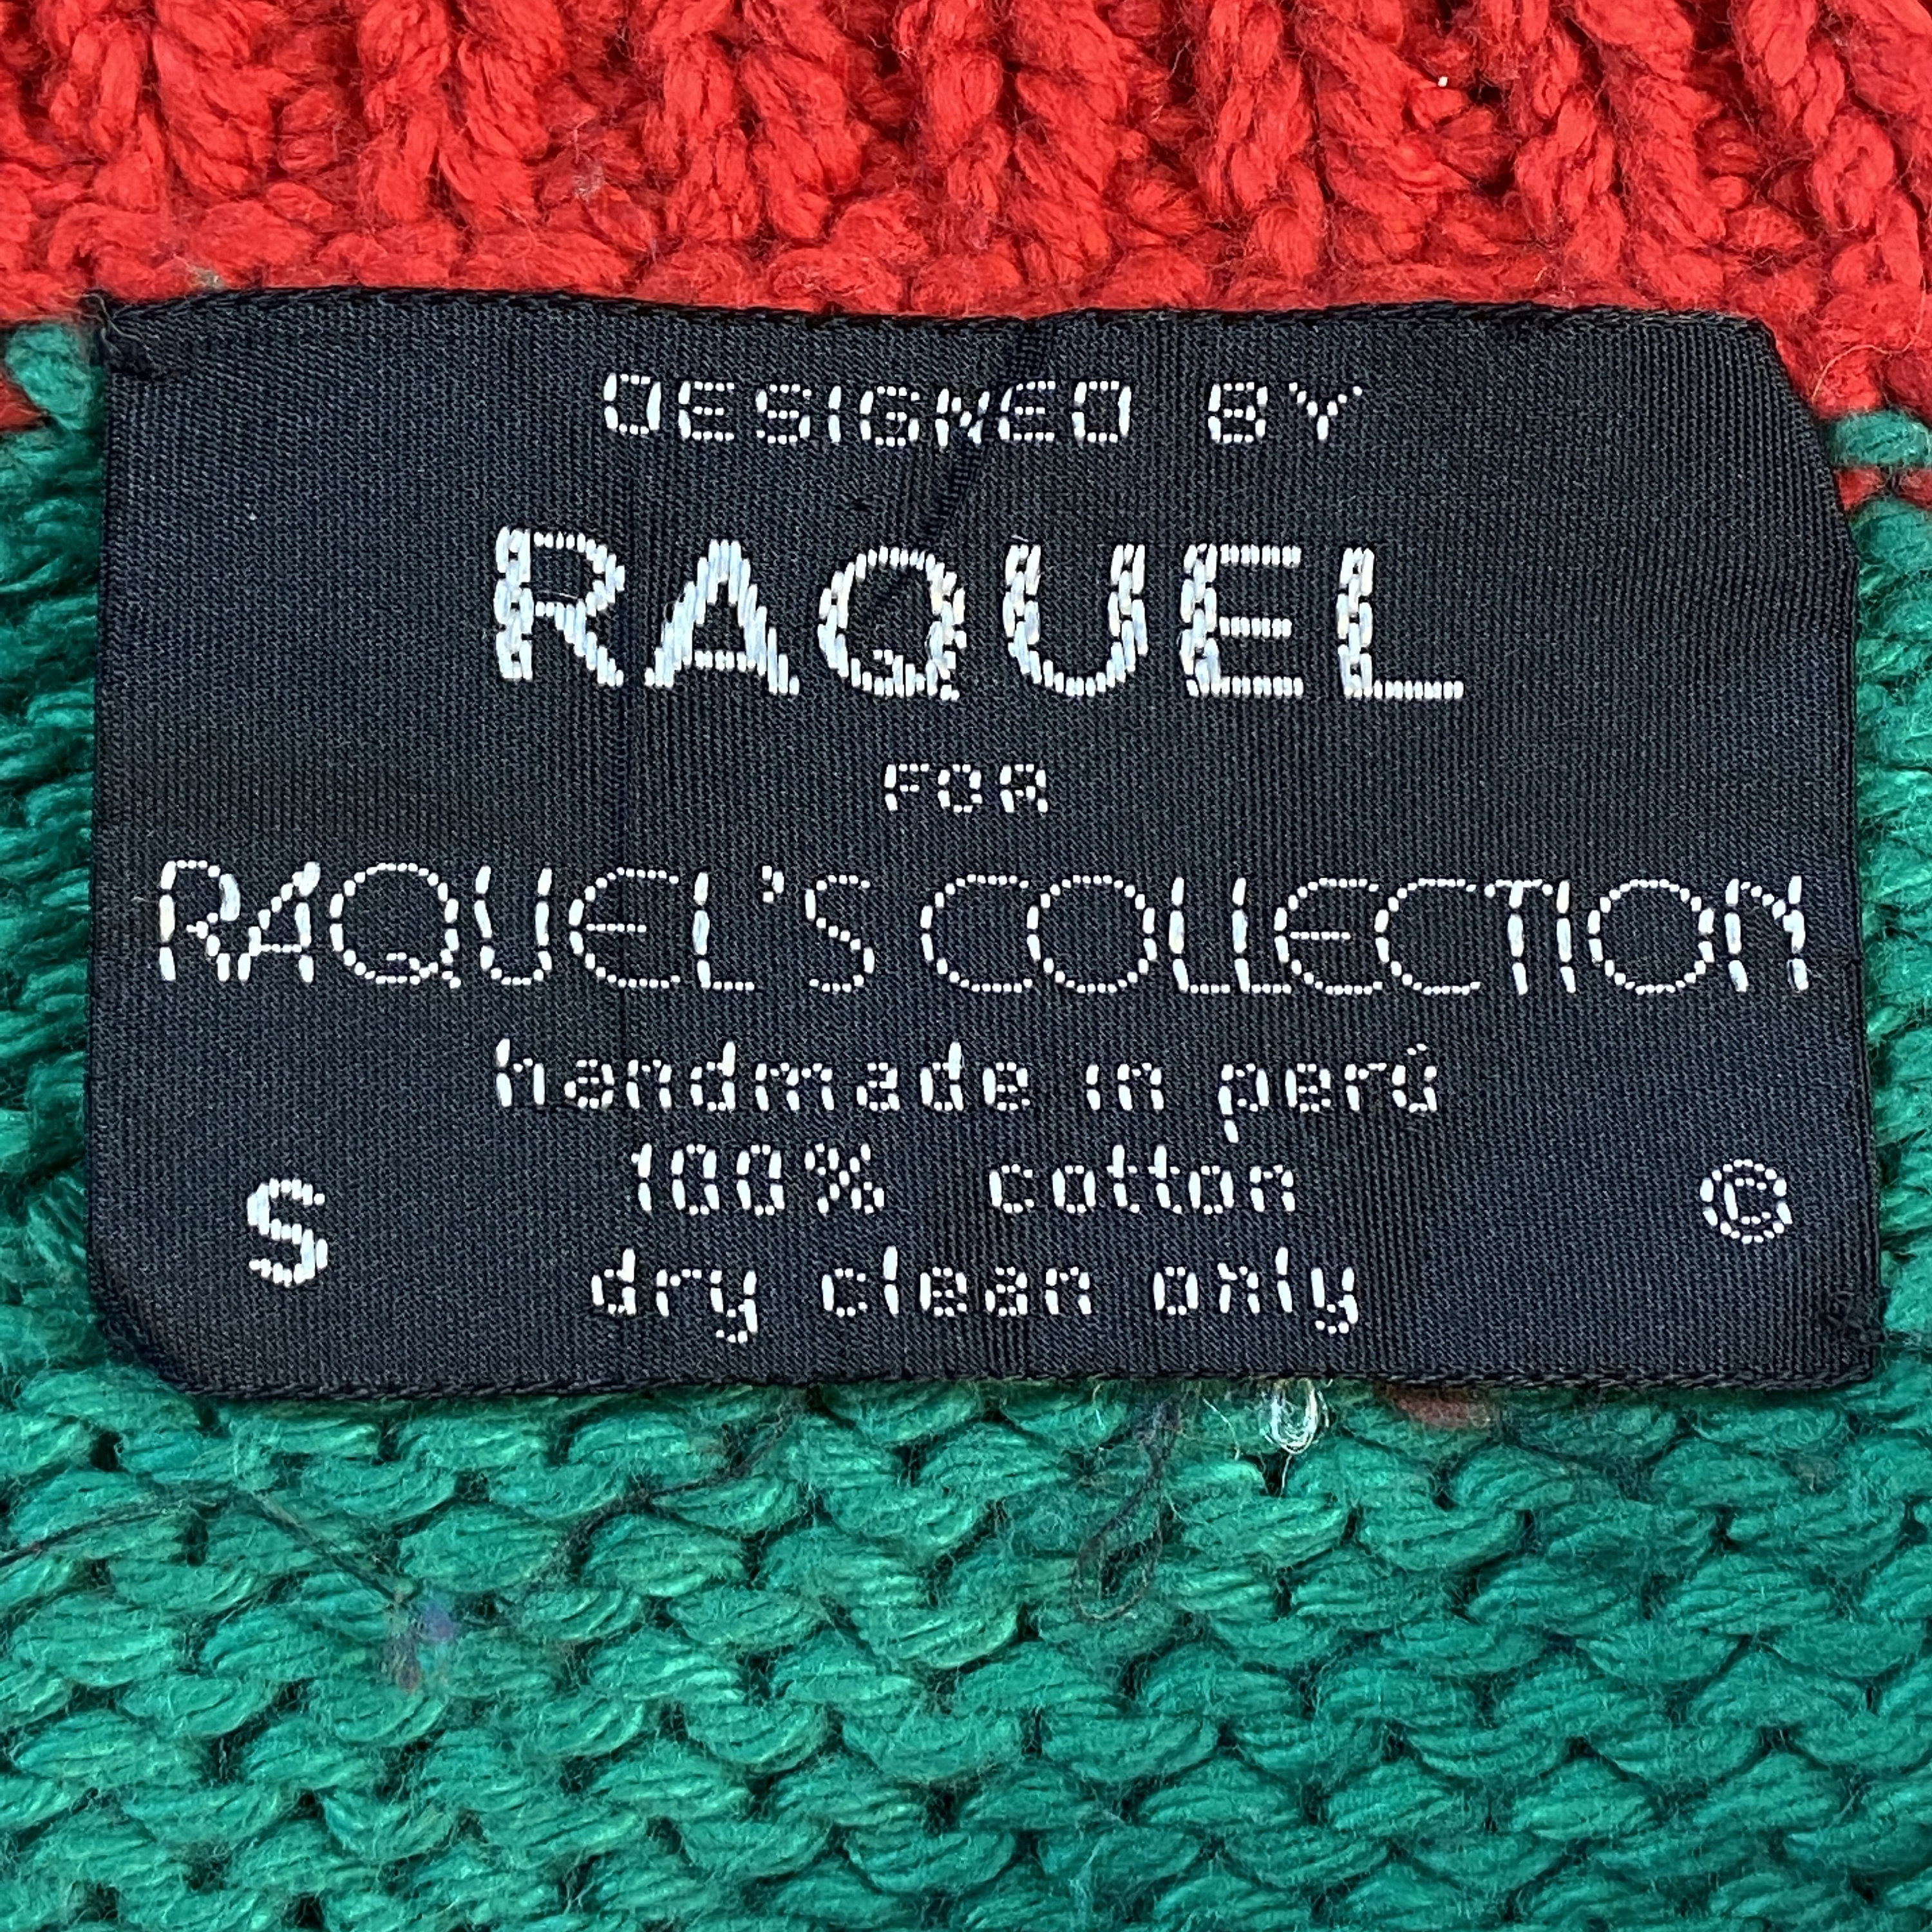 DESIGNED BY
RAQUEL
FOR
RAQUEL'S COLLECTION
handmade in perú
100% cotton
S ©
dry clean only